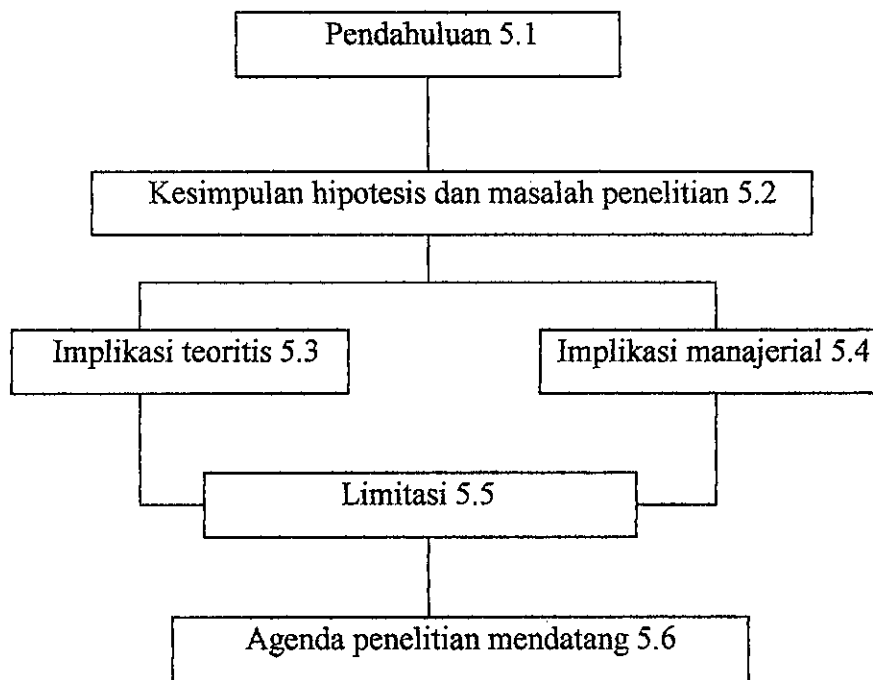 Pendahuluan 5.1
Kesimpulan hipotesis dan masalah penelitian 5.2
Implikasi teoritis 5.3
Implikasi manajerial 5.4
Limitasi 5.5
Agenda penelitian mendatang 5.6